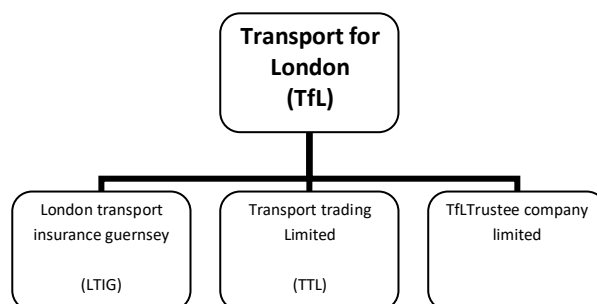 Transport for
London
(TfL)
London transport
insurance guernsey
(LTIG)
Transport trading
Limited
(TTL)
TfLTrustee company
limited